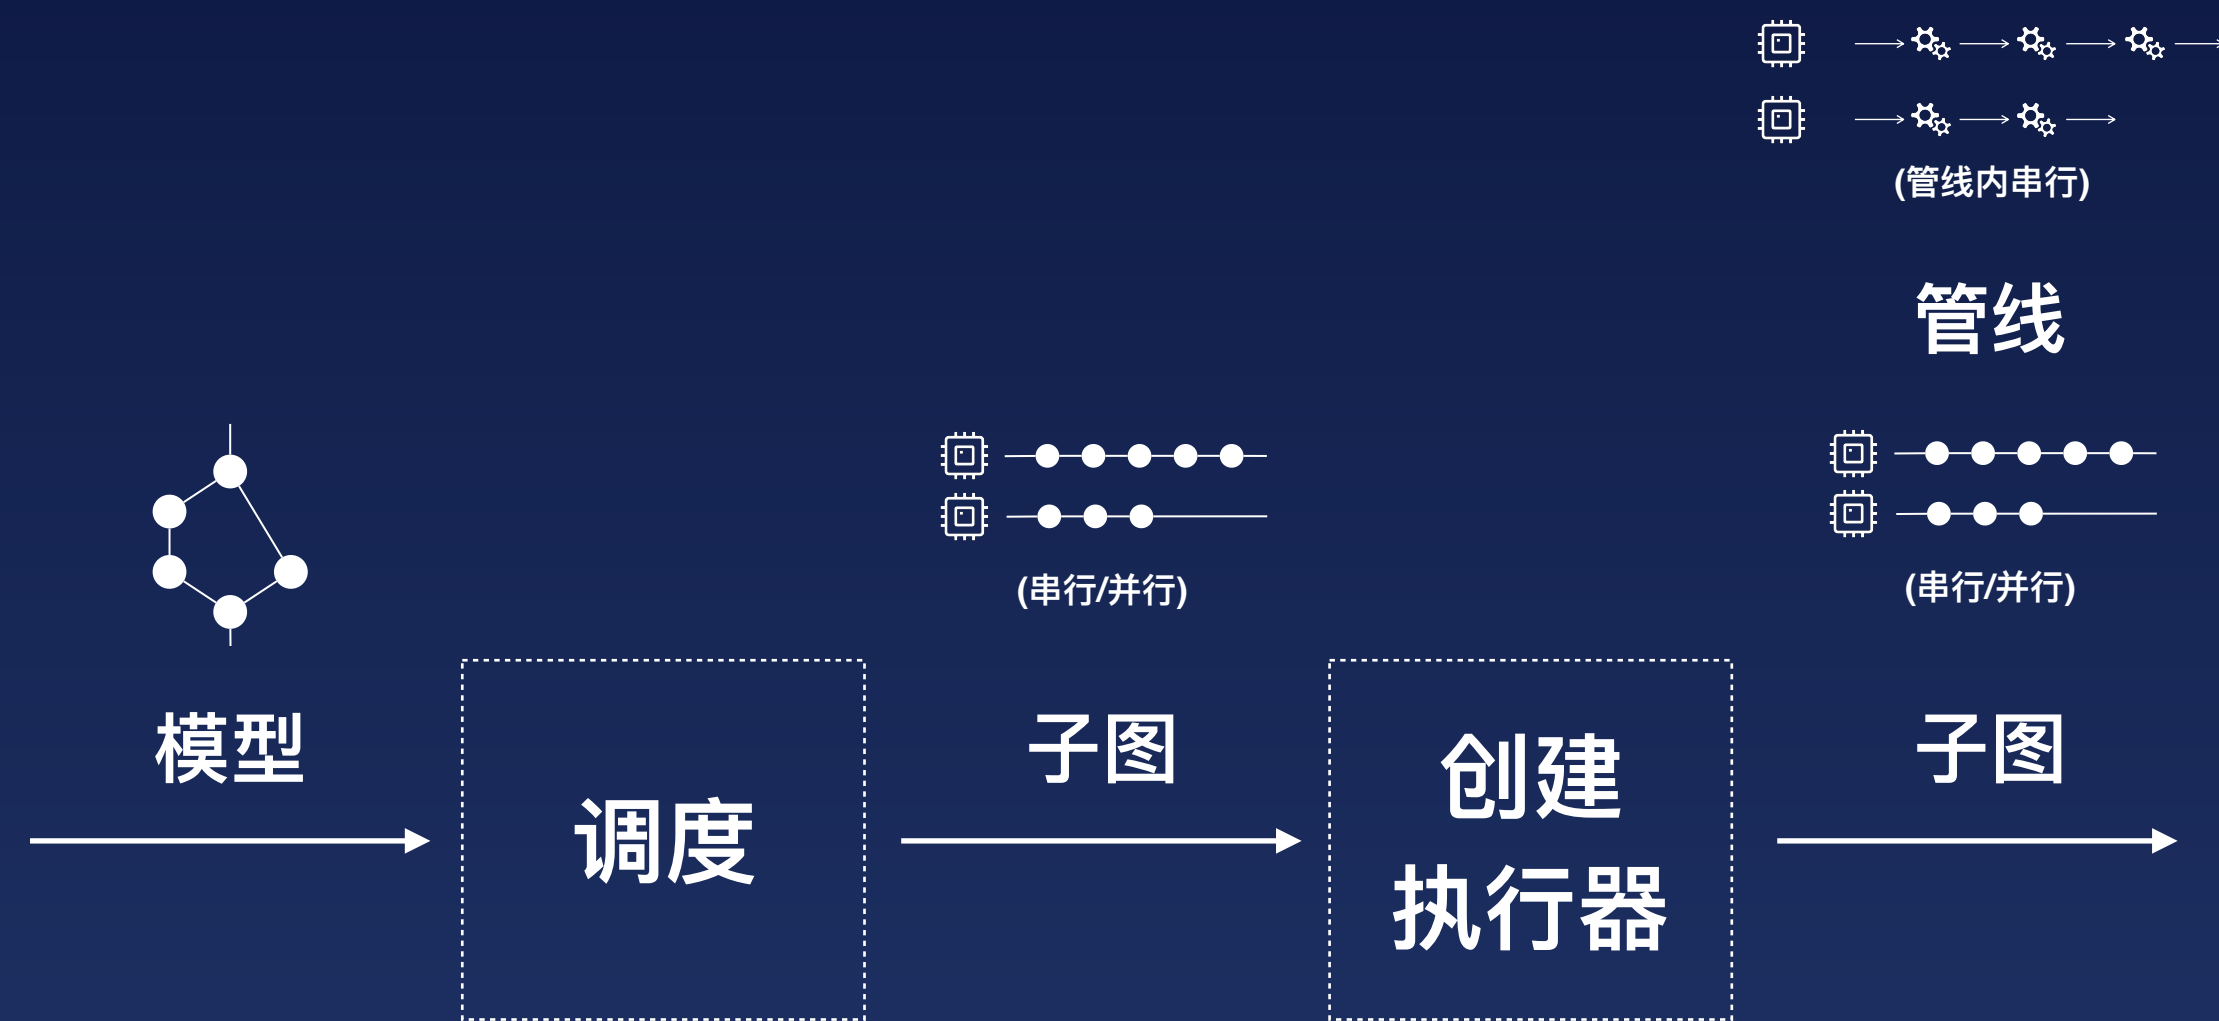 (管线内串行)
管线
(串行/并行)
(串行/并行)
模型
子图
子图
调度
创建
执行器